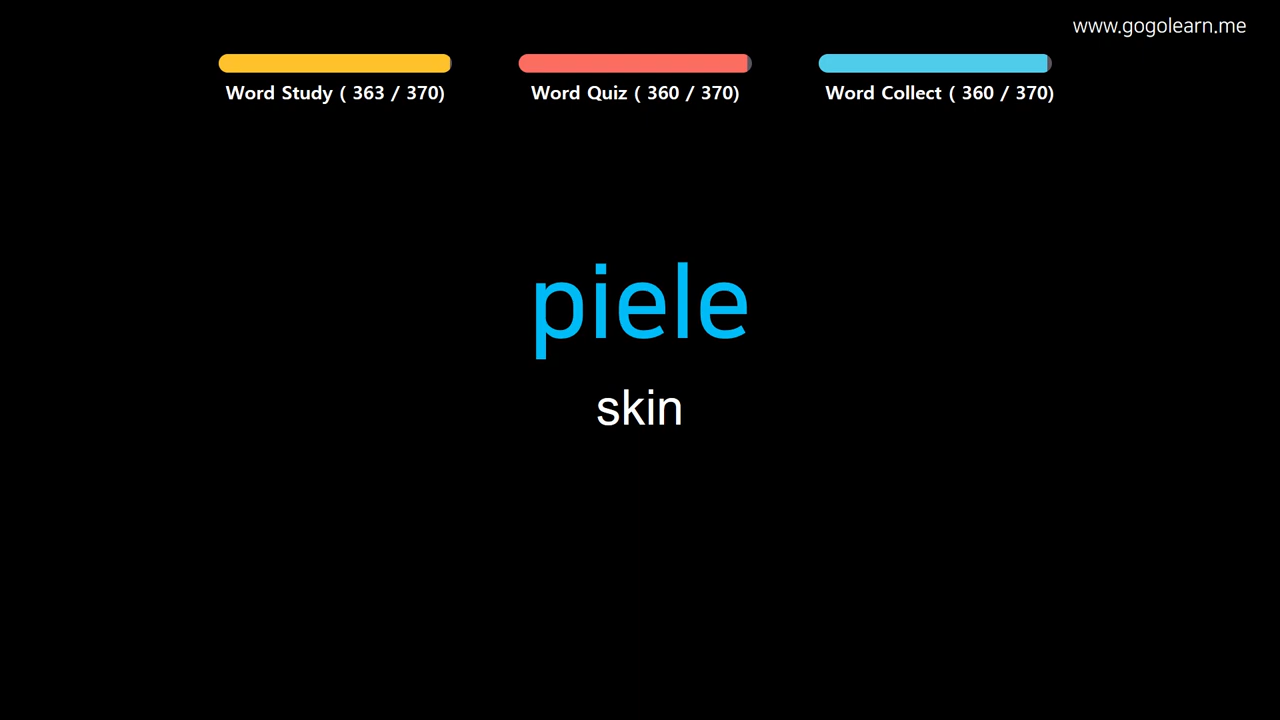 www.gogolearn.me
Word Study ( 363 / 370)
Word Quiz ( 360 / 370)
Word Collect ( 360 / 370)
piele
skin